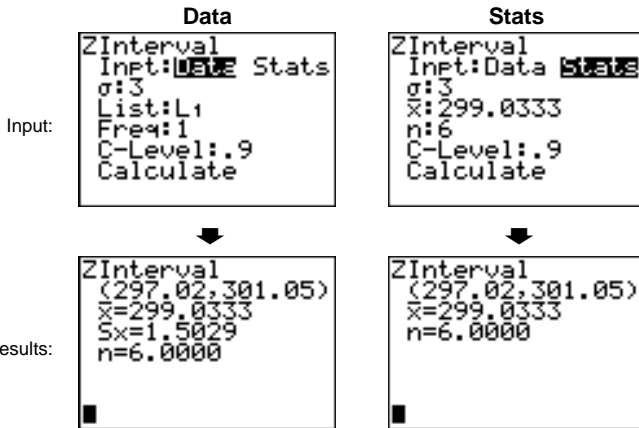 Data
Stats
Input:
ZInterval
Inpt:Data Stats
σ:3
List:L₁
Freq:1
C-Level:.9
Calculate
ZInterval
Inpt:Data Stats
σ:3
x̄:299.0333
n:6
C-Level:.9
Calculate
esults:
ZInterval
(297.02,301.05)
x̄=299.0333
Sx=1.5029
n=6.0000
ZInterval
(297.02,301.05)
x̄=299.0333
n=6.0000